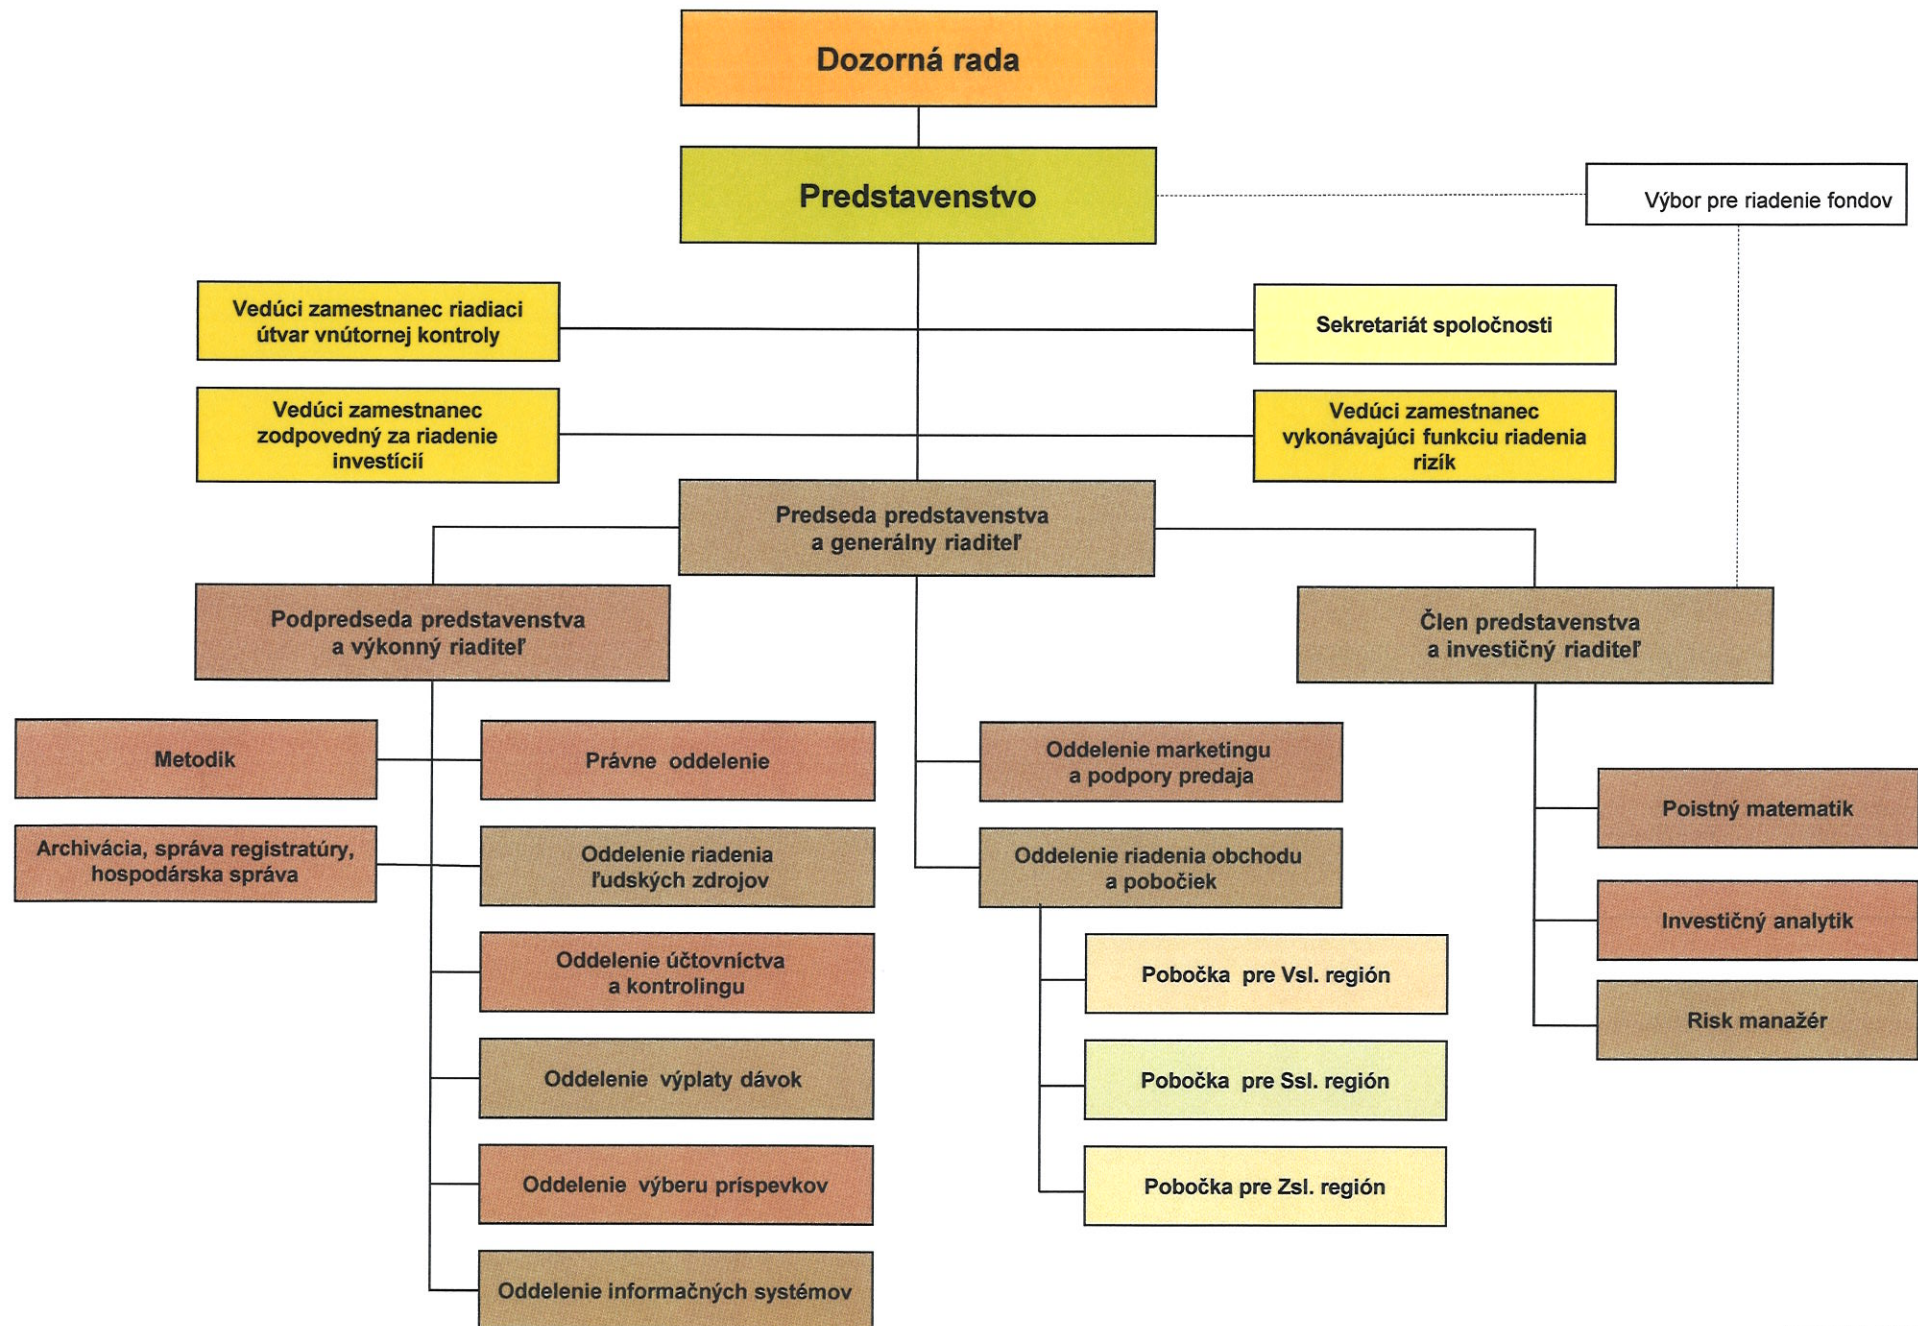 Dozorná rada
Predstavenstvo
Výbor pre riadenie fondov
Vedúci zamestnanec riadiaci
útvar vnútornej kontroly
Sekretariát spoločnosti
Vedúci zamestnanec
zodpovedný za riadenie
investícií
Vedúci zamestnanec
vykonávajúci funkciu riadenia
rizík
Predseda predstavenstva
a generálny riaditeľ
Podpredseda predstavenstva
a výkonný riaditeľ
Člen predstavenstva
a investičný riaditeľ
Metodik
Právne oddelenie
Archivácia, správa registratúry,
hospodárska správa
Oddelenie riadenia
ľudských zdrojov
Oddelenie účtovníctva
a kontrolingu
Oddelenie výplaty dávok
Oddelenie výberu príspevkov
Oddelenie informačných systémov
Oddelenie marketingu
a podpory predaja
Oddelenie riadenia obchodu
a pobočiek
Pobočka pre Vsl. región
Pobočka pre Ssl. región
Pobočka pre Zsl. región
Poistný matematik
Investičný analytik
Risk manažér